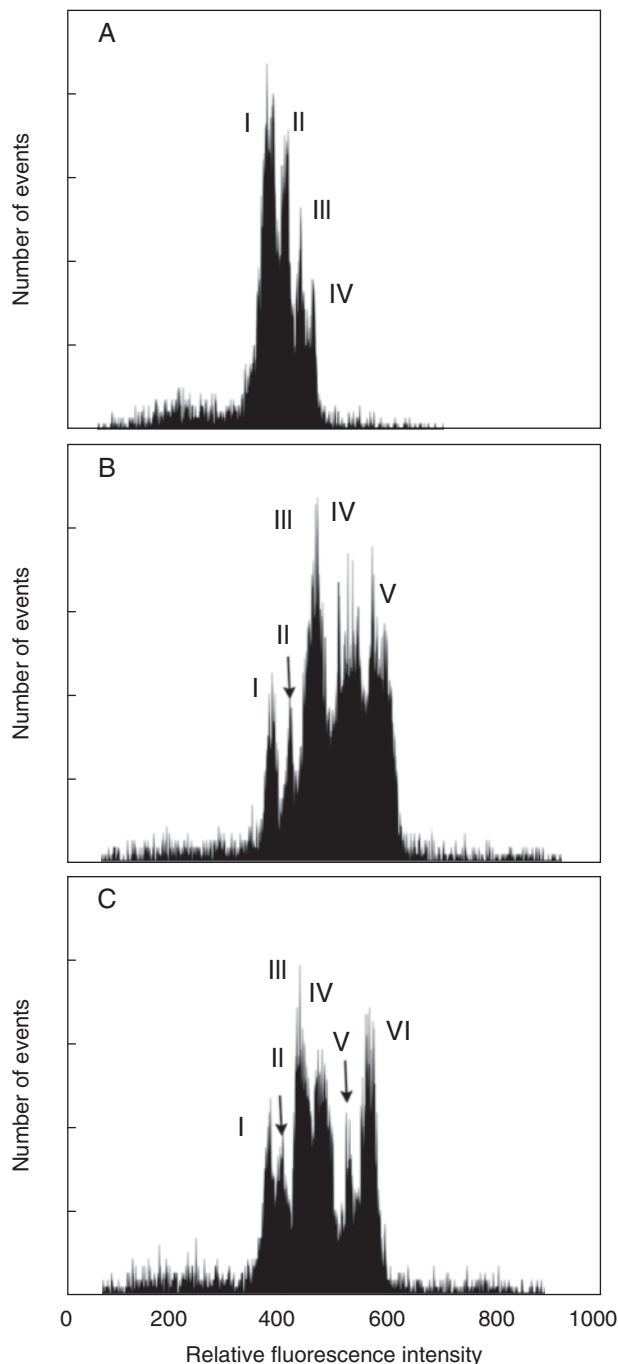 A
I
II
III
IV
Number of events
B
III
IV
V
II
I
Number of events
C
III
IV
VI
V
II
I
Number of events
0 200 400 600 800 1000
Relative fluorescence intensity